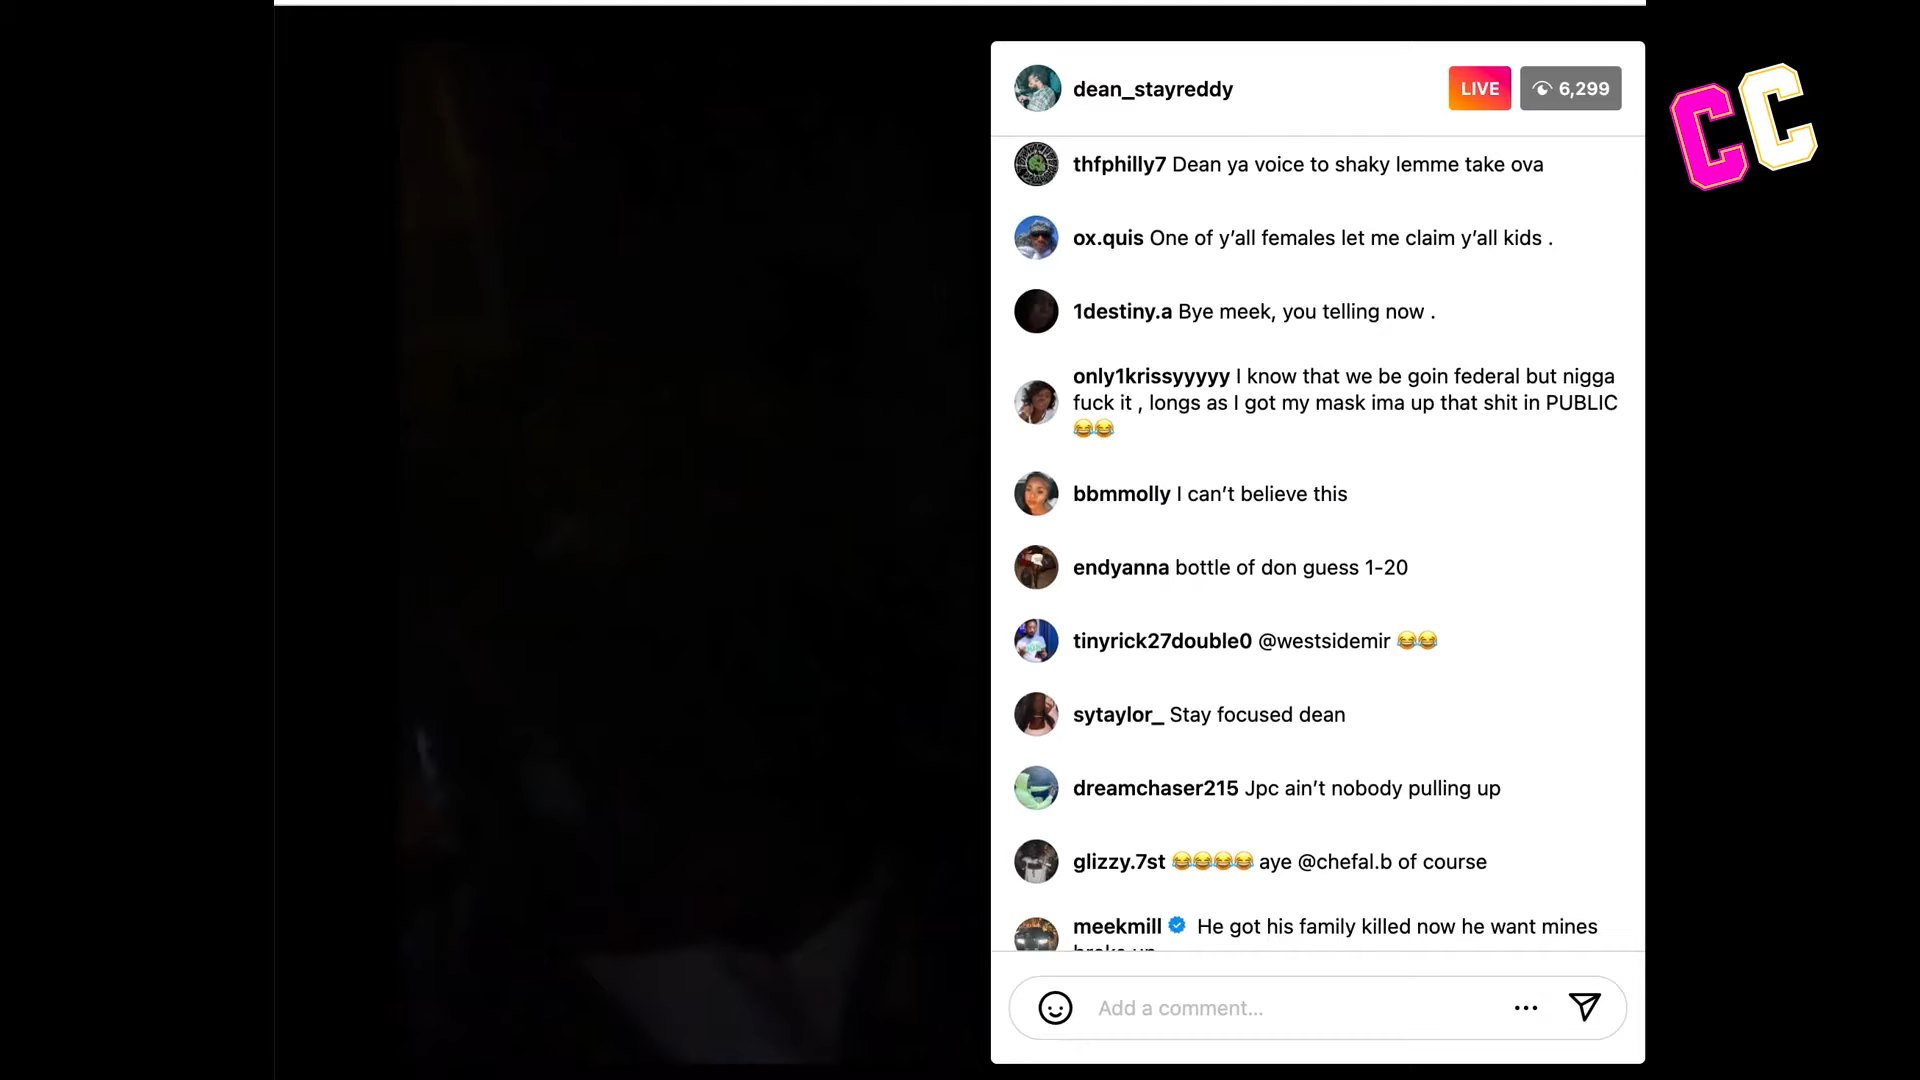 dean_stayreddy
LIVE
6,299
CC
thfphilly7 Dean ya voice to shaky lemme take ova
ox.quis One of y’all females let me claim y’all kids .
1destiny.a Bye meek, you telling now .
only1krissyyyyy I know that we be goin federal but nigga
fuck it , longs as I got my mask ima up that shit in PUBLIC
😂😂
bbmmolly I can’t believe this
endyanna bottle of don guess 1-20
tinyrick27double0 @westsidemir 😂😂
sytaylor_ Stay focused dean
dreamchaser215 Jpc ain’t nobody pulling up
glizzy.7st 😂😂😂😂 aye @chefal.b of course
meekmill He got his family killed now he want mines
Add a comment...